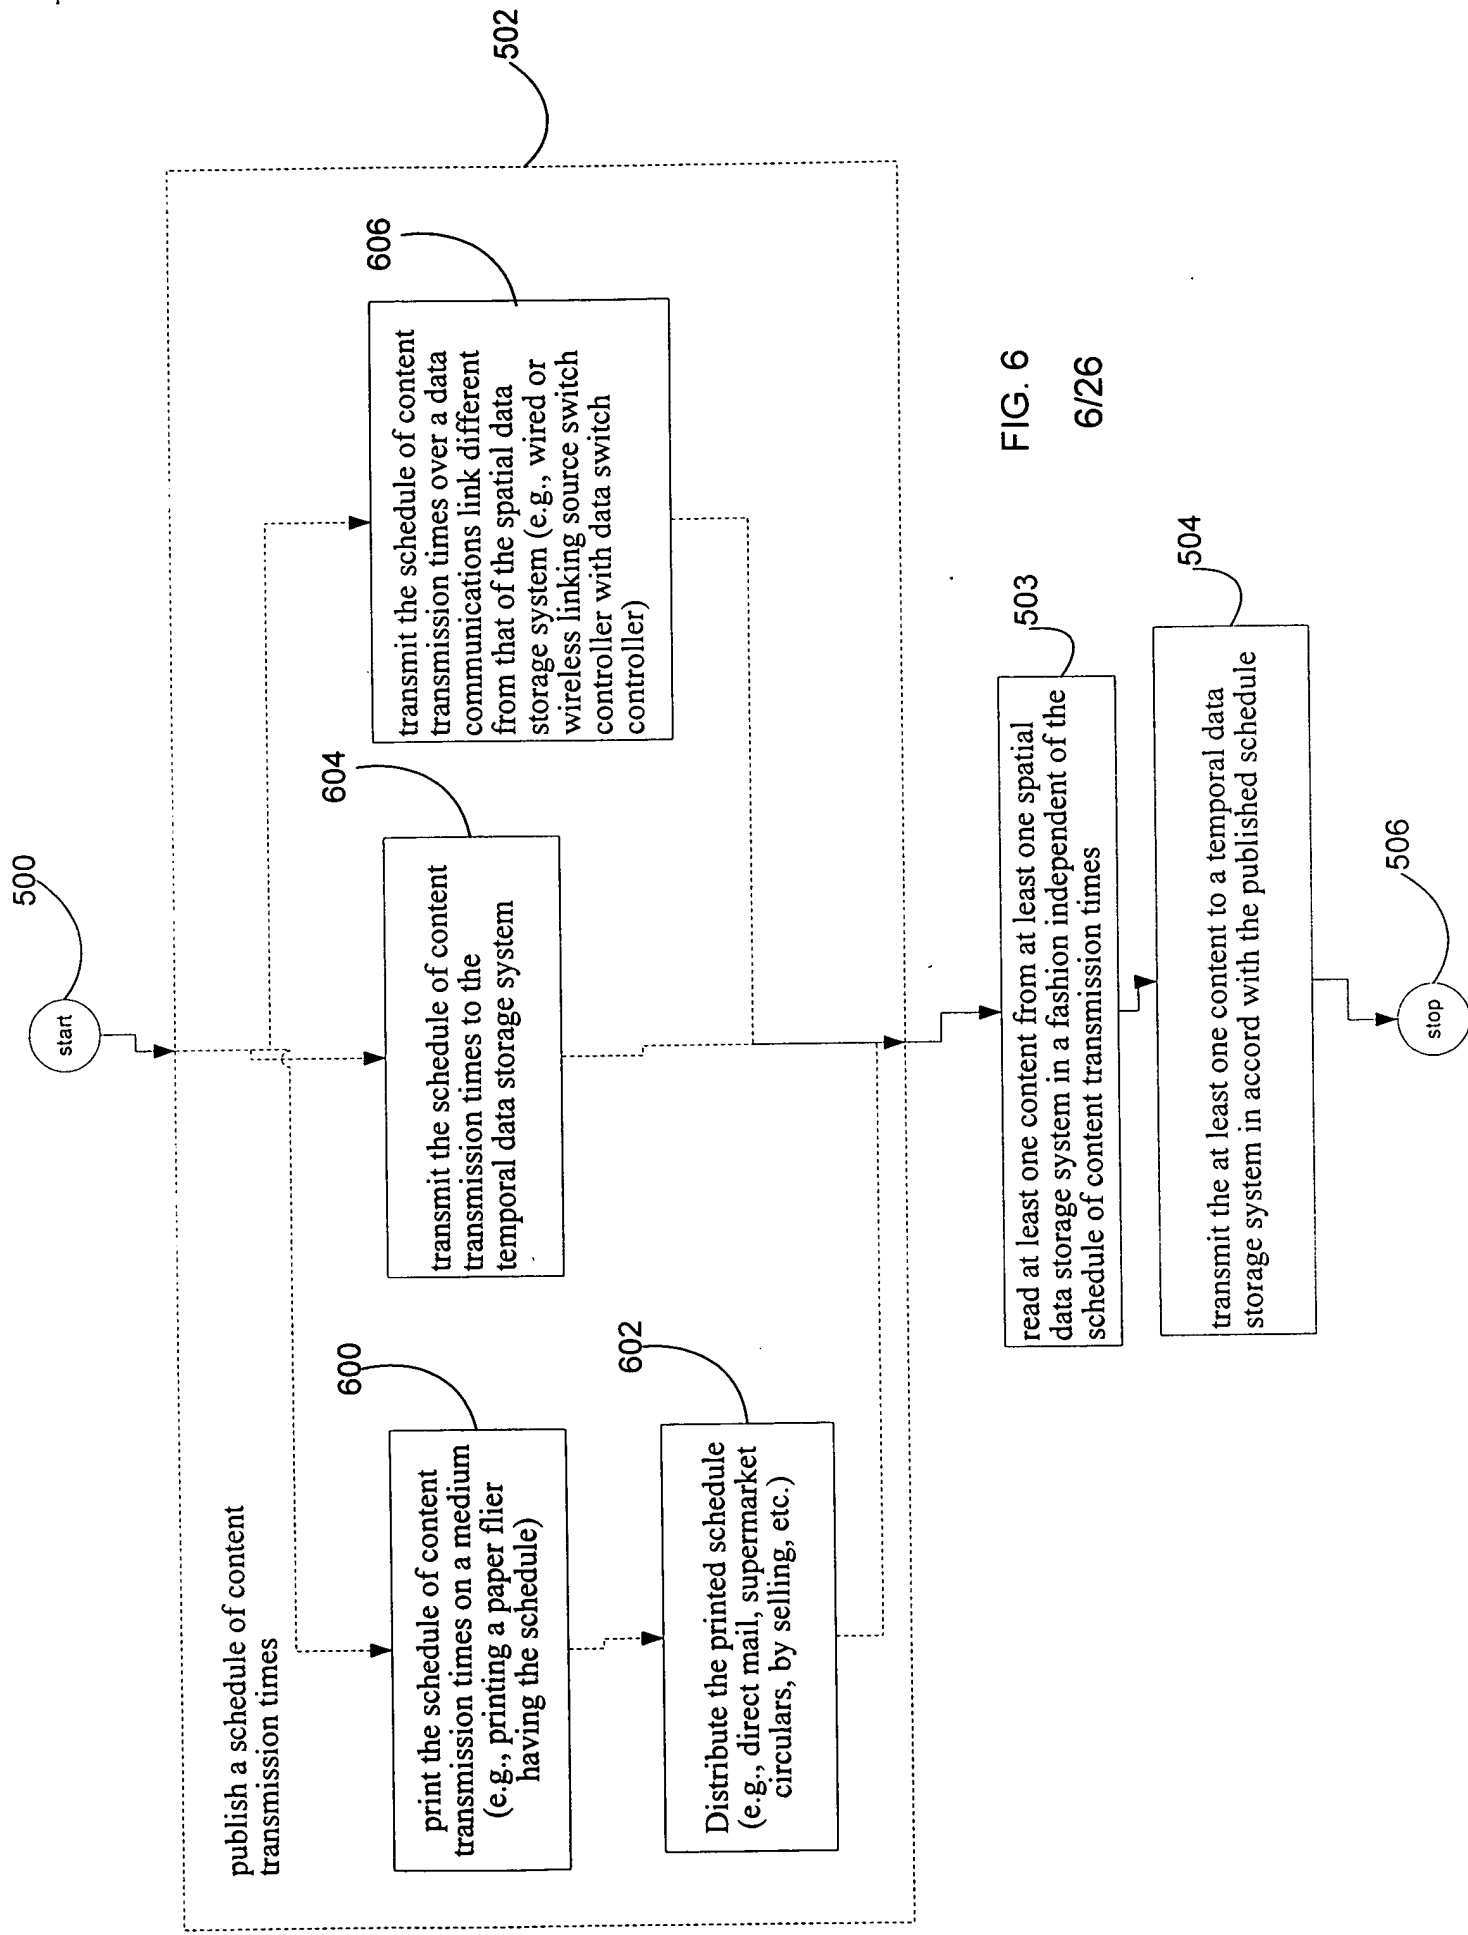 500
start
502
publish a schedule of content
transmission times
600
print the schedule of content
transmission times on a medium
(e.g., printing a paper flier
having the schedule)
602
Distribute the printed schedule
(e.g., direct mail, supermarket
circulars, by selling, etc.)
604
transmit the schedule of content
transmission times to the
temporal data storage system
606
transmit the schedule of content
transmission times over a data
communications link different
from that of the spatial data
storage system (e.g., wired or
wireless linking source switch
controller with data switch
controller)
503
read at least one content from at least one spatial
data storage system in a fashion independent of the
schedule of content transmission times
504
transmit the at least one content to a temporal data
storage system in accord with the published schedule
506
stop
FIG. 6
6/26